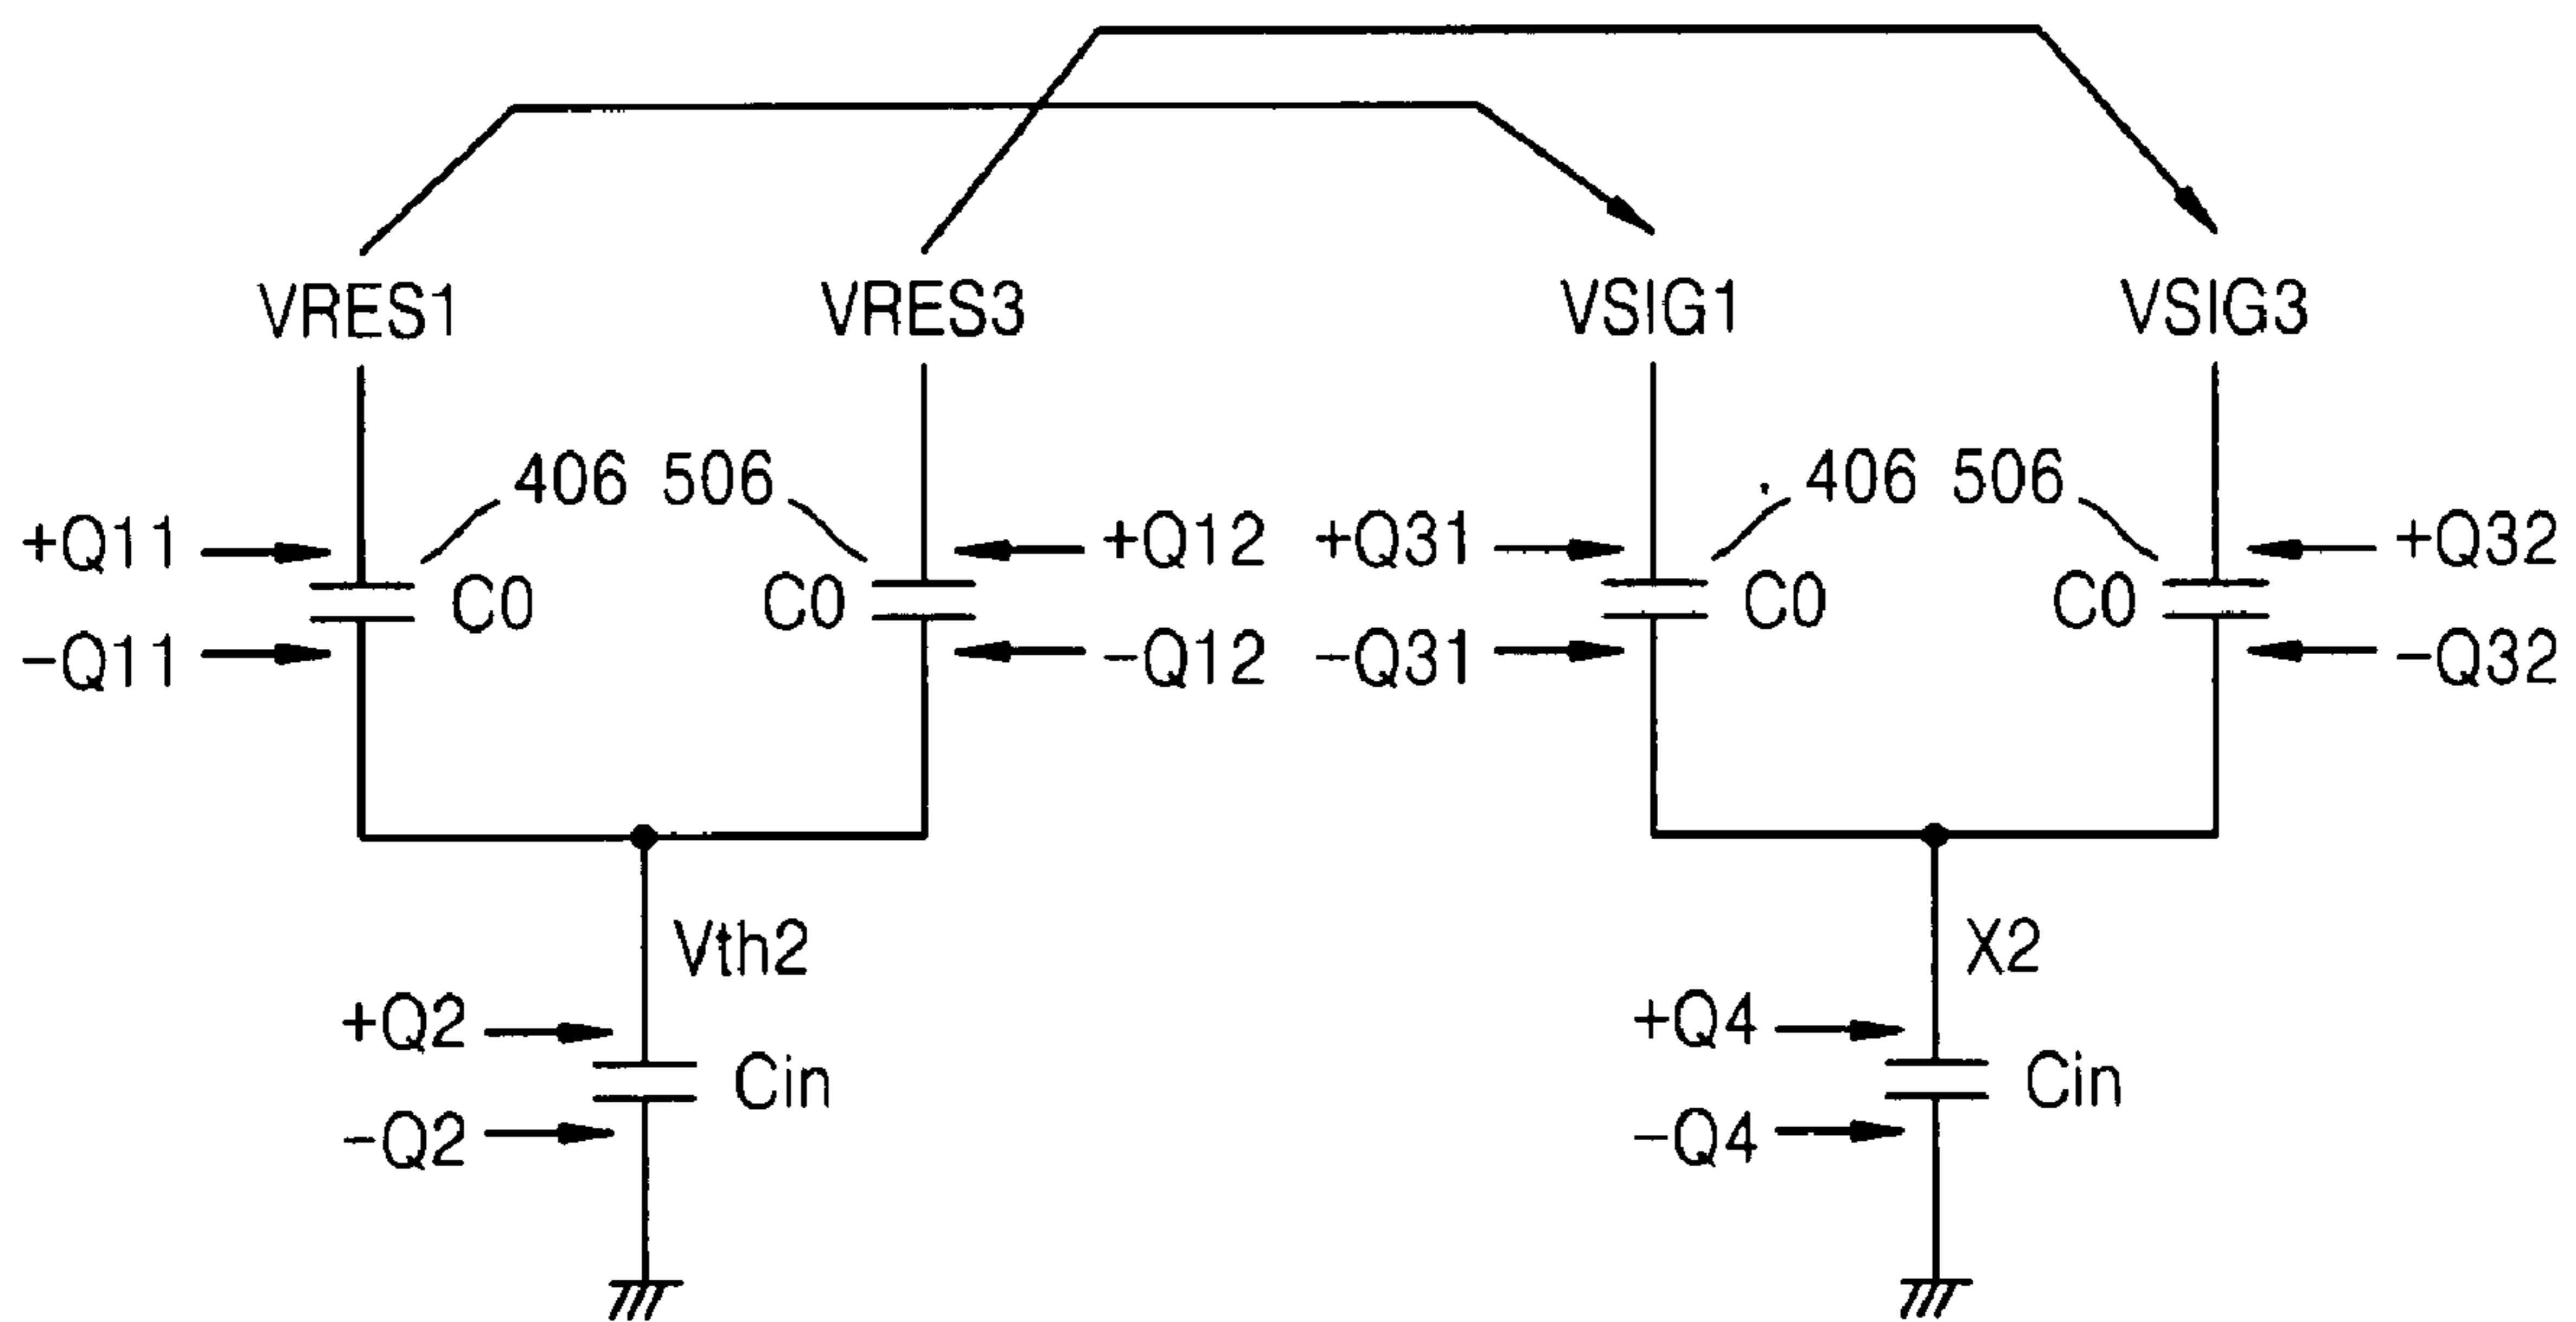 VRES1 VRES3 VSIG1 VSIG3
406 506 406 506
+Q11 +Q12 +Q31 +Q32
C0 C0 C0 C0
−Q11 −Q12 −Q31 −Q32
Vth2 X2
+Q2 +Q4
Cin Cin
−Q2 −Q4